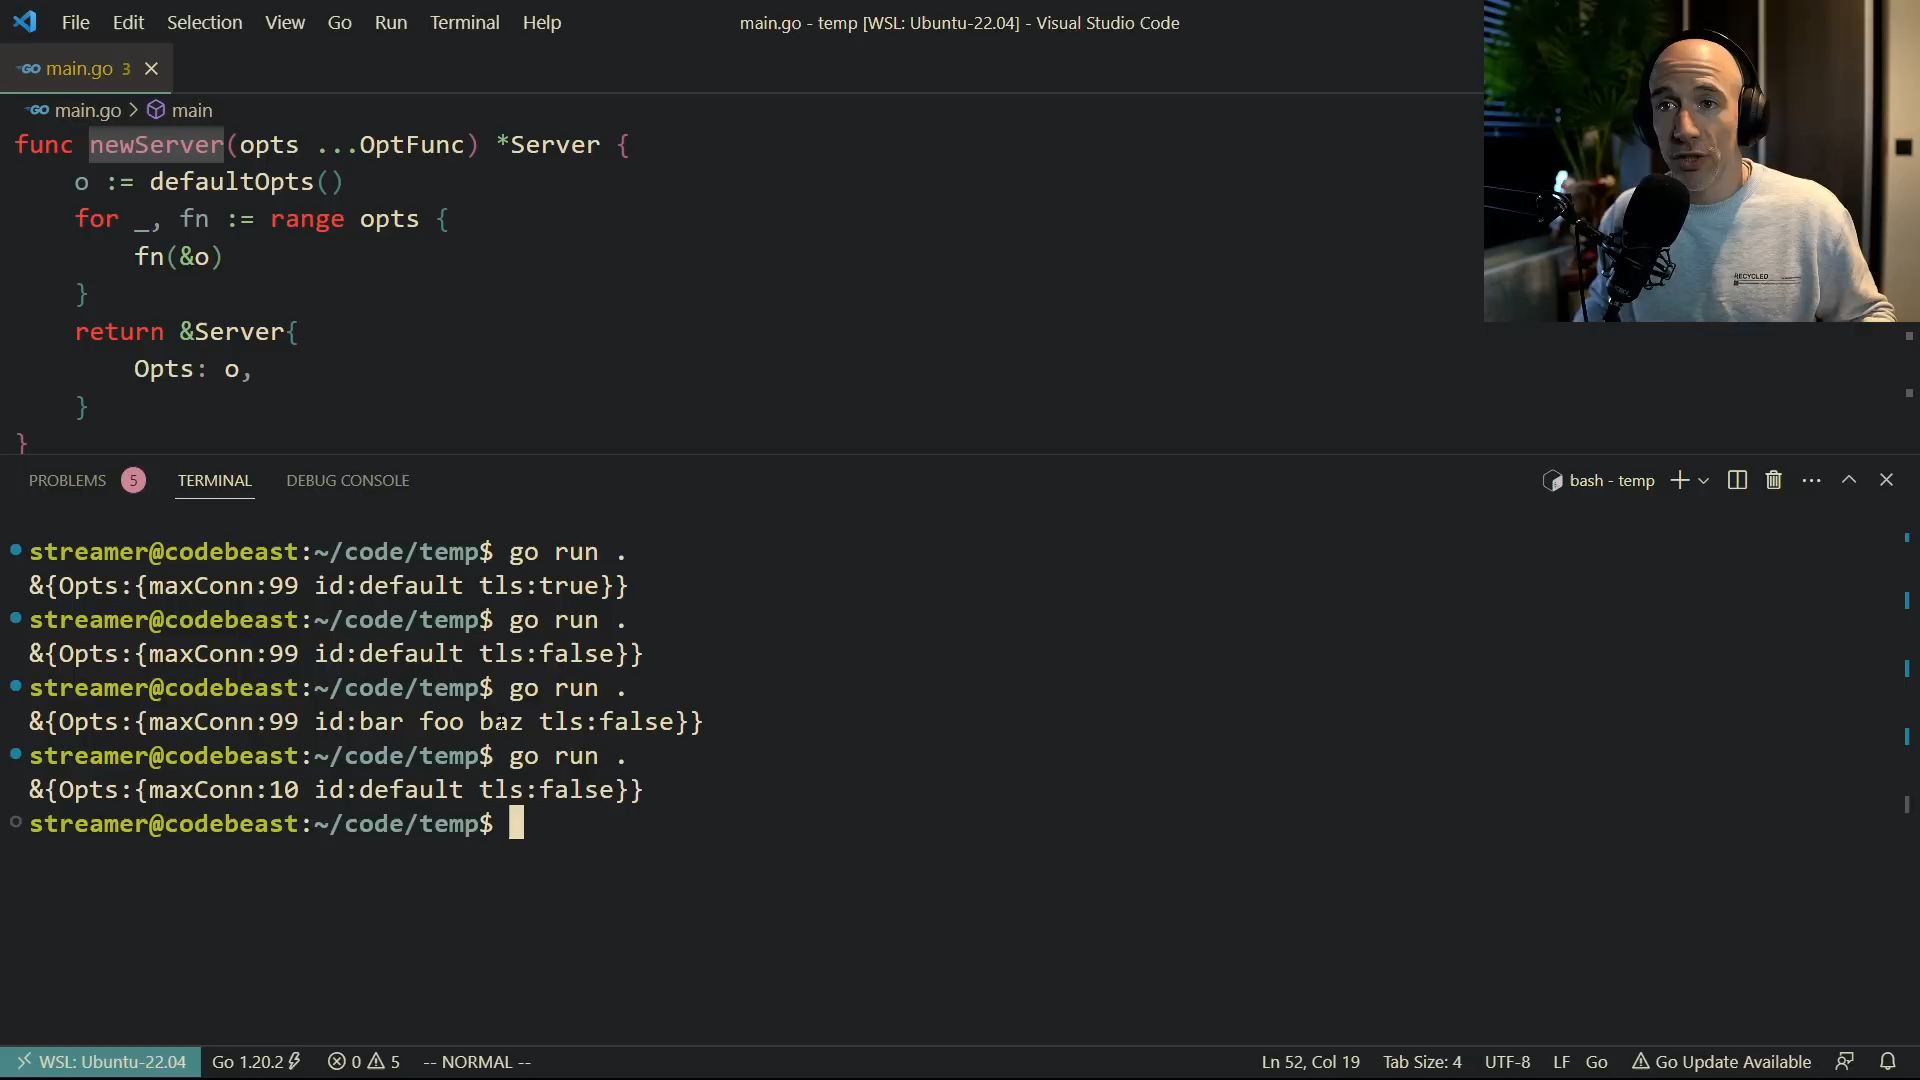 File Edit Selection View Go Run Terminal Help
main.go - temp [WSL: Ubuntu-22.04] - Visual Studio Code
GO main.go 3
GO main.go > main
func newServer(opts ...OptFunc) *Server {
o := defaultOpts()
for _, fn := range opts {
fn(&o)
}
return &Server{
Opts: o,
}
}
RECYCLED
PROBLEMS 5 TERMINAL DEBUG CONSOLE
bash - temp
streamer@codebeast:~/code/temp$ go run .
&{Opts:{maxConn:99 id:default tls:true}}
streamer@codebeast:~/code/temp$ go run .
&{Opts:{maxConn:99 id:default tls:false}}
streamer@codebeast:~/code/temp$ go run .
&{Opts:{maxConn:99 id:bar foo baz tls:false}}
streamer@codebeast:~/code/temp$ go run .
&{Opts:{maxConn:10 id:default tls:false}}
streamer@codebeast:~/code/temp$
WSL: Ubuntu-22.04 Go 1.20.2 0 5 -- NORMAL -- Ln 52, Col 19 Tab Size: 4 UTF-8 LF Go Go Update Available